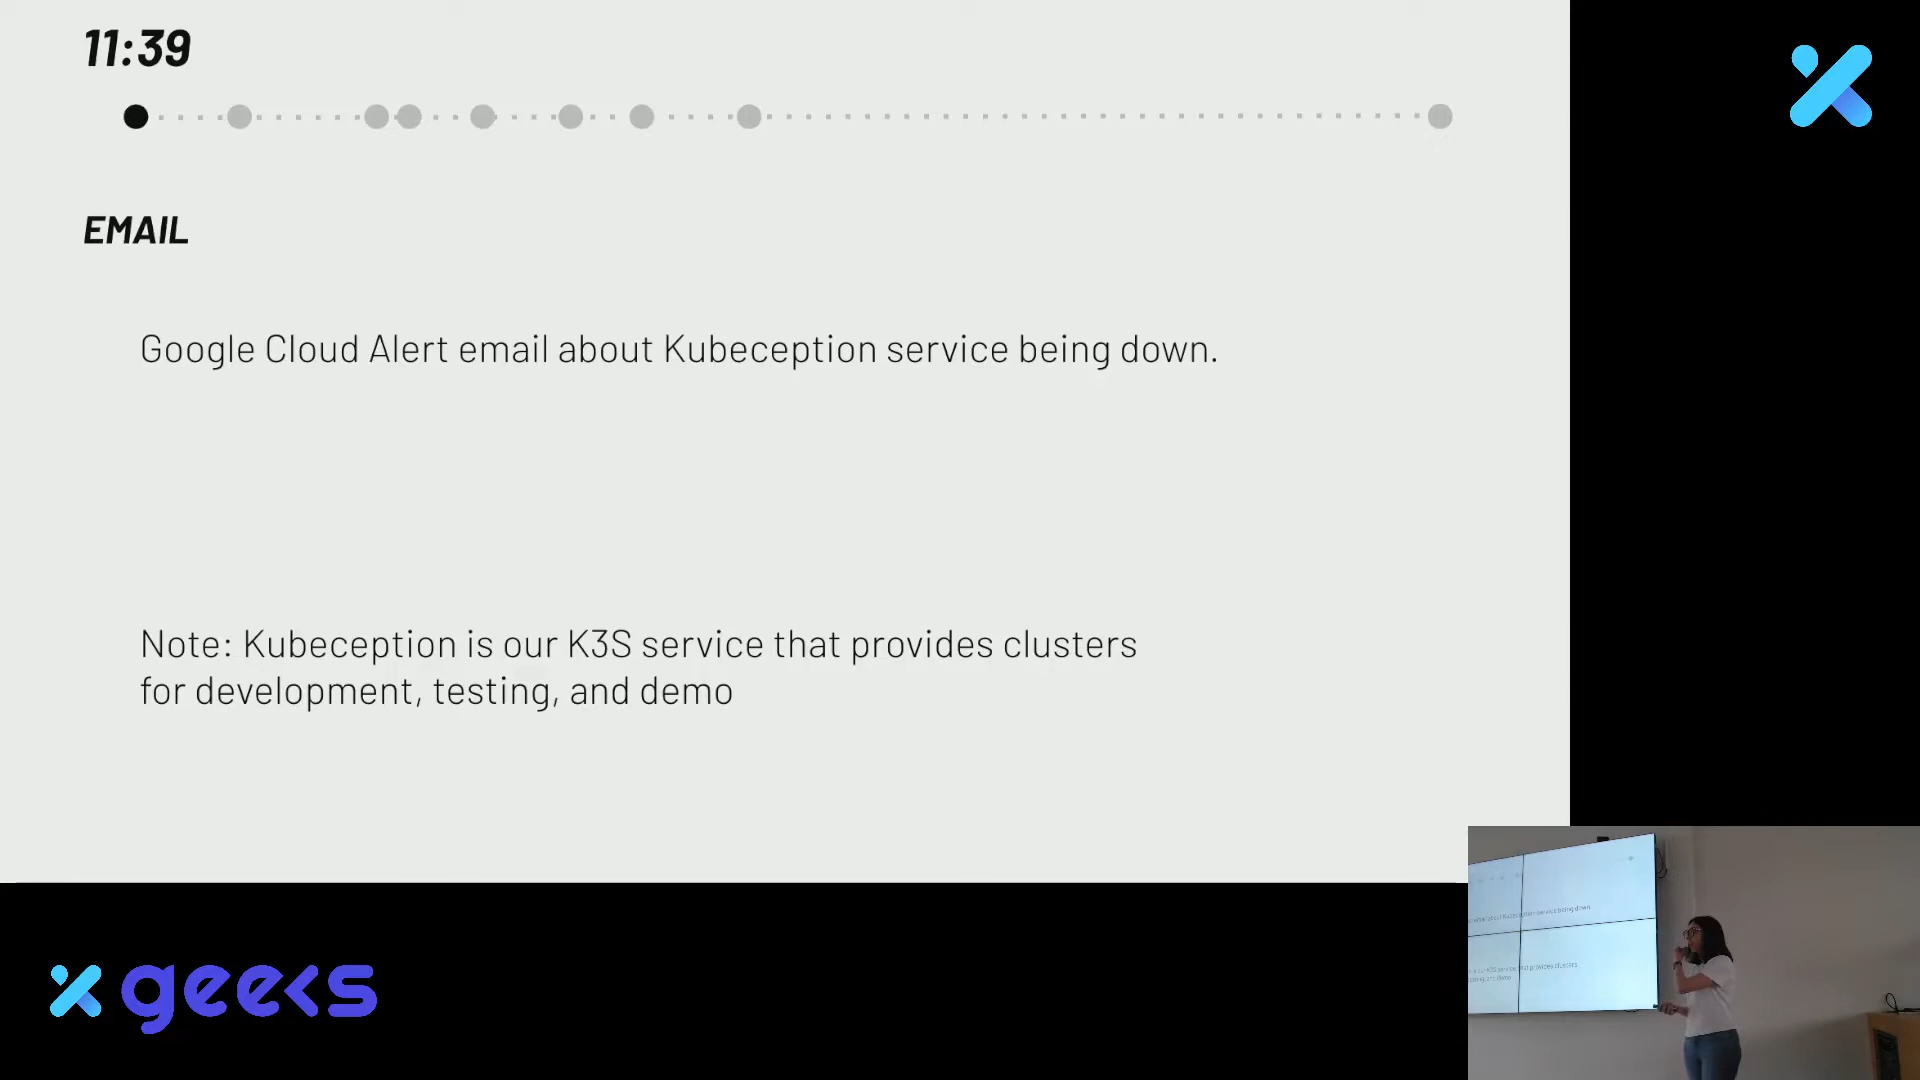 11:39
EMAIL
Google Cloud Alert email about Kubeception service being down.
Note: Kubeception is our K3S service that provides clusters
for development, testing, and demo
geeks